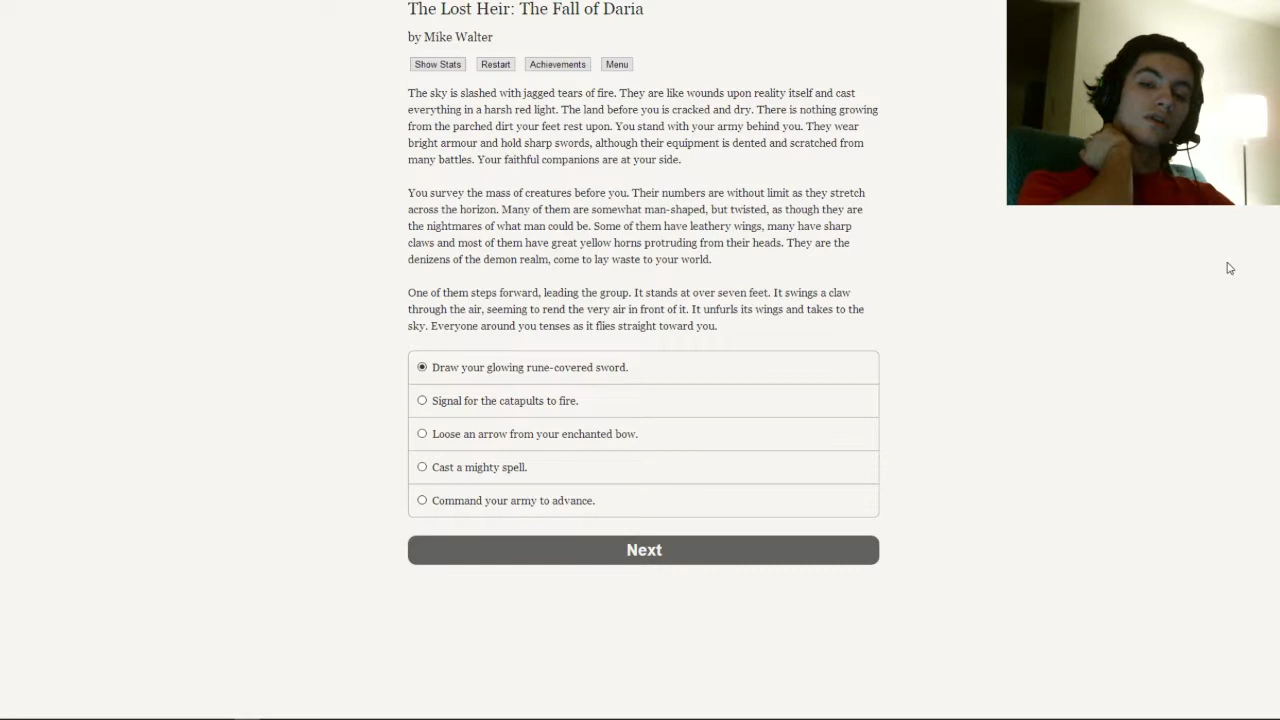 The Lost Heir: The Fall of Daria
by Mike Walter
Show Stats Restart Achievements Menu
The sky is slashed with jagged tears of fire. They are like wounds upon reality itself and cast
everything in a harsh red light. The land before you is cracked and dry. There is nothing growing
from the parched dirt your feet rest upon. You stand with your army behind you. They wear
bright armour and hold sharp swords, although their equipment is dented and scratched from
many battles. Your faithful companions are at your side.
You survey the mass of creatures before you. Their numbers are without limit as they stretch
across the horizon. Many of them are somewhat man-shaped, but twisted, as though they are
the nightmares of what man could be. Some of them have leathery wings, many have sharp
claws and most of them have great yellow horns protruding from their heads. They are the
denizens of the demon realm, come to lay waste to your world.
One of them steps forward, leading the group. It stands at over seven feet. It swings a claw
through the air, seeming to rend the very air in front of it. It unfurls its wings and takes to the
sky. Everyone around you tenses as it flies straight toward you.
Draw your glowing rune-covered sword.
Signal for the catapults to fire.
Loose an arrow from your enchanted bow.
Cast a mighty spell.
Command your army to advance.
Next